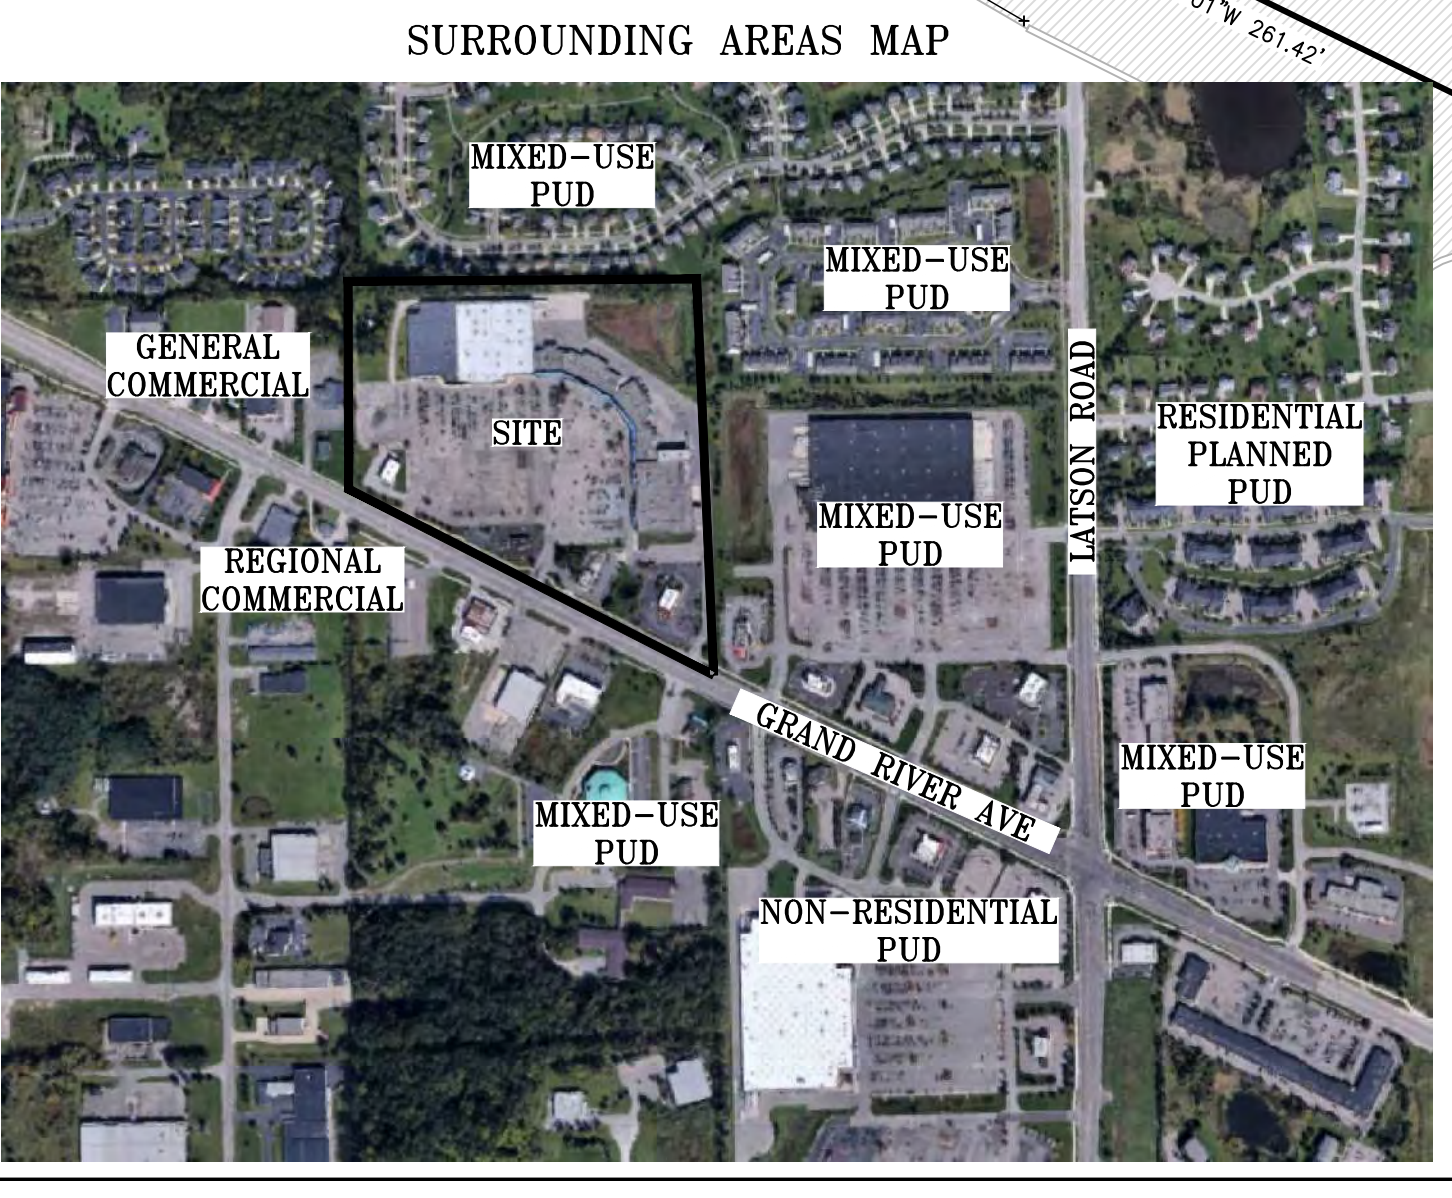 SURROUNDING AREAS MAP
01"W 261.42'
MIXED-USE
PUD
MIXED-USE
PUD
GENERAL
COMMERCIAL
SITE
LATSON ROAD
RESIDENTIAL
PLANNED
PUD
MIXED-USE
PUD
REGIONAL
COMMERCIAL
GRAND RIVER AVE
MIXED-USE
PUD
MIXED-USE
PUD
NON-RESIDENTIAL
PUD